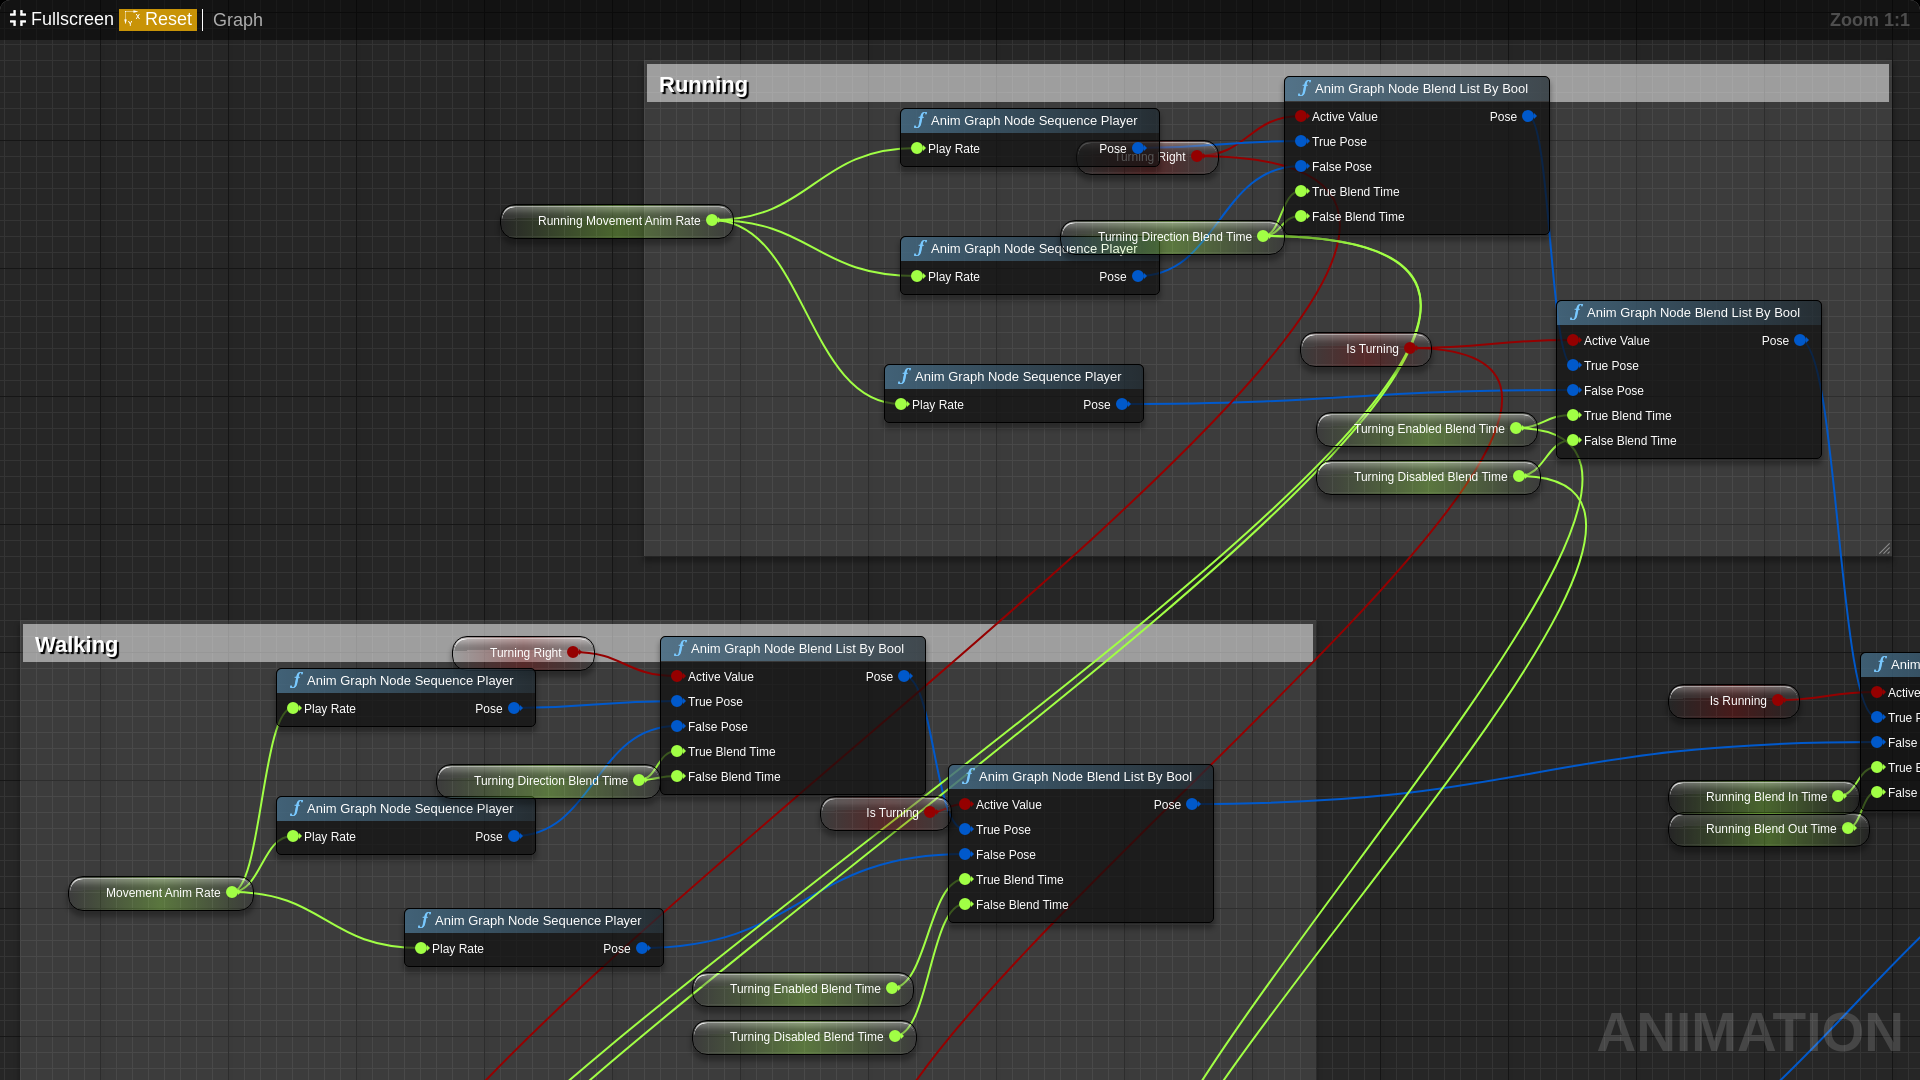 Fullscreen Reset Graph Zoom 1:1
Running
Anim Graph Node Blend List By Bool
Active Value Pose
True Pose
False Pose
True Blend Time
False Blend Time
Anim Graph Node Sequence Player
Play Rate Pose
Turning Right
Running Movement Anim Rate
Turning Direction Blend Time
Anim Graph Node Sequence Player
Play Rate Pose
Anim Graph Node Blend List By Bool
Active Value Pose
True Pose
False Pose
True Blend Time
False Blend Time
Is Turning
Anim Graph Node Sequence Player
Play Rate Pose
Turning Enabled Blend Time
Turning Disabled Blend Time
Walking
Turning Right
Anim Graph Node Blend List By Bool
Active Value Pose
True Pose
False Pose
True Blend Time
False Blend Time
Anim Graph Node Sequence Player
Play Rate Pose
Turning Direction Blend Time
Anim Graph Node Sequence Player
Play Rate Pose
Anim Graph Node Blend List By Bool
Active Value Pose
True Pose
False Pose
True Blend Time
False Blend Time
Is Turning
Movement Anim Rate
Anim Graph Node Sequence Player
Play Rate Pose
Turning Enabled Blend Time
Turning Disabled Blend Time
Anim
Active
True
False
True
False
Is Running
Running Blend In Time
Running Blend Out Time
ANIMATION